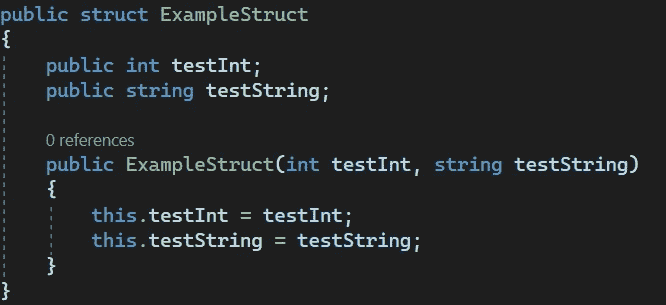 public struct ExampleStruct
{
public int testInt;
public string testString;
0 references
public ExampleStruct(int testInt, string testString)
{
this.testInt = testInt;
this.testString = testString;
}
}